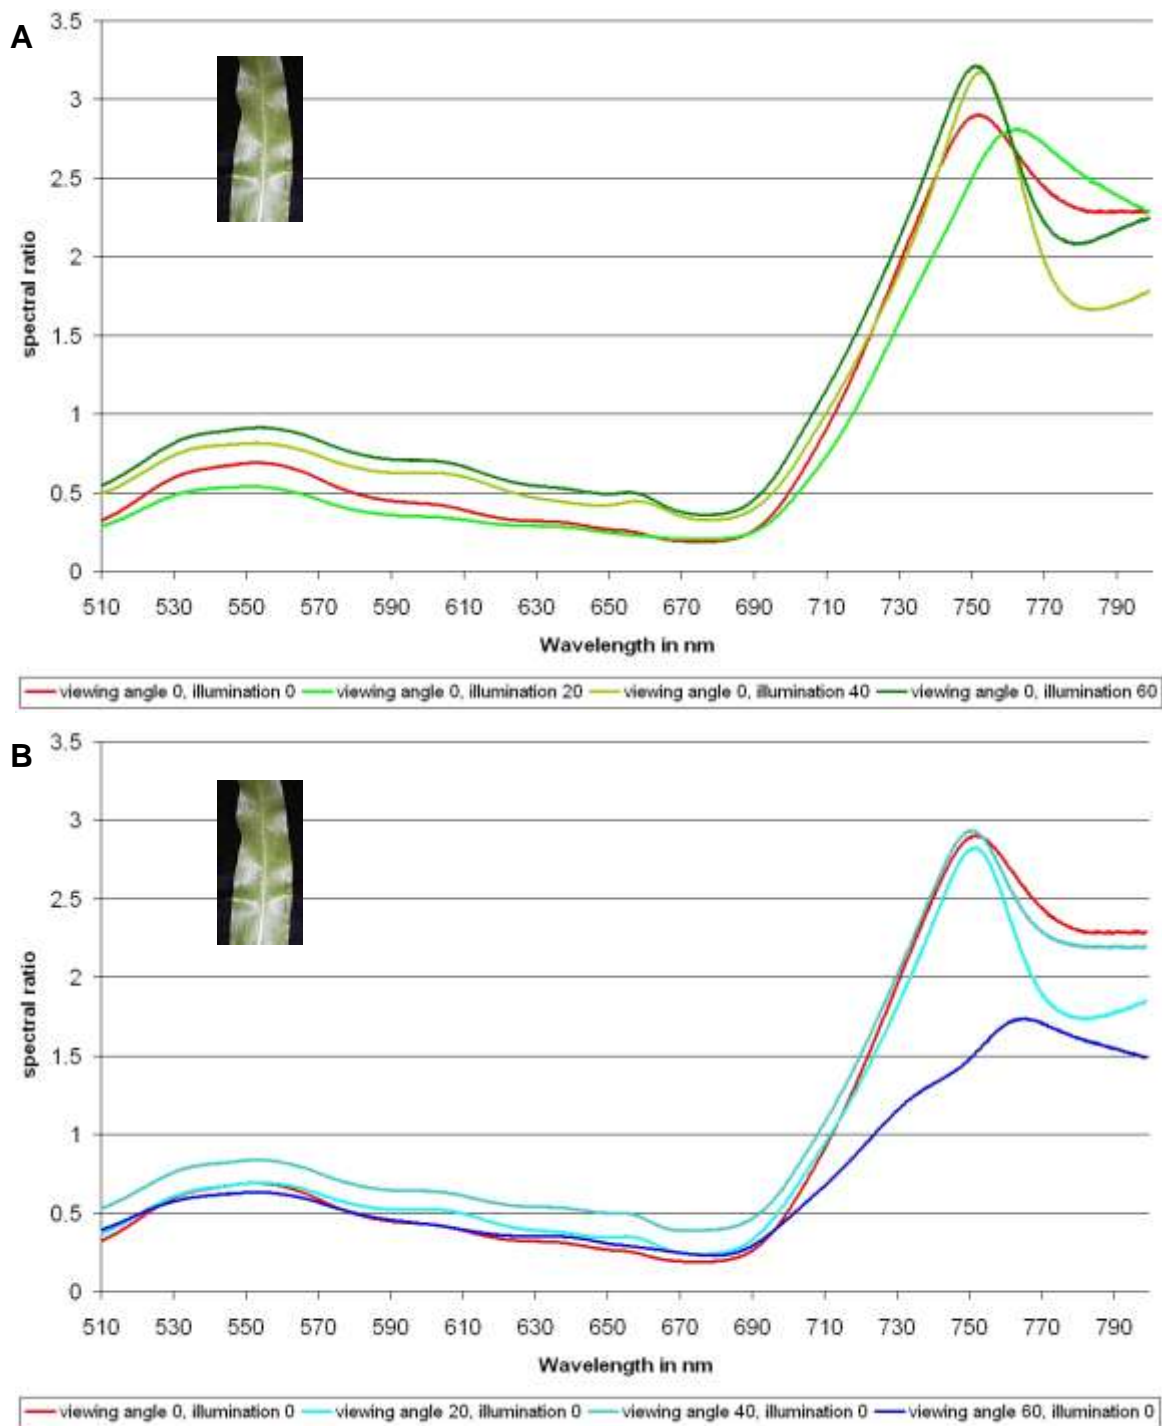 A
3.5
3
2.5
2
1.5
1
0.5
0
spectral ratio
510 530 550 570 590 610 630 650 670 690 710 730 750 770 790
Wavelength in nm
viewing angle 0, illumination 0 viewing angle 0, illumination 20 viewing angle 0, illumination 40 viewing angle 0, illumination 60
B
3.5
3
2.5
2
1.5
1
0.5
0
spectral ratio
510 530 550 570 590 610 630 650 670 690 710 730 750 770 790
Wavelength in nm
viewing angle 0, illumination 0 viewing angle 20, illumination 0 viewing angle 40, illumination 0 viewing angle 60, illumination 0